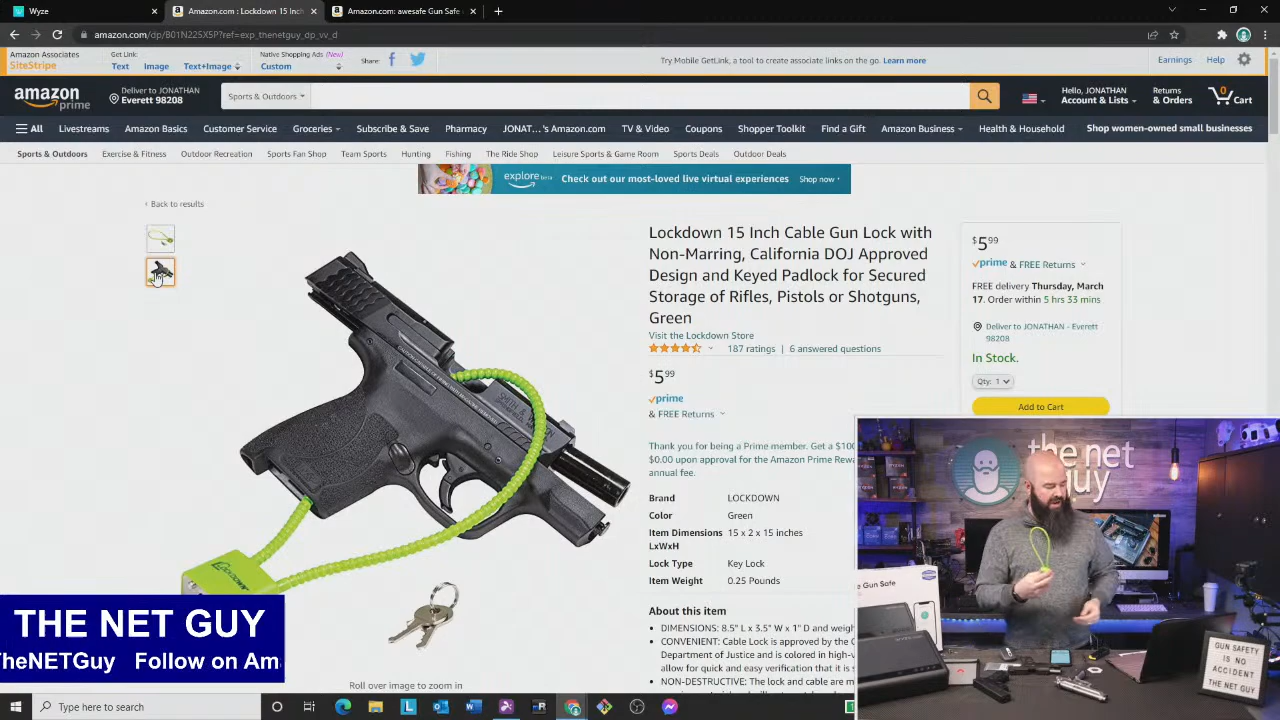 Wyze
Amazon.com : Lockdown 15 Inch
Amazon.com: awesafe Gun Safe
amazon.com/dp/B01N225X5P?ref=exp_thenetguy_dp_vv_d
Amazon Associates
SiteStripe
Get Link:
Text Image Text+Image
Native Shopping Ads (New)
Custom
Share:
Try Mobile GetLink, a tool to create associate links on the go. Learn more
Earnings Help
amazon
prime
Deliver to JONATHAN
Everett 98208
Sports & Outdoors
Hello, JONATHAN
Account & Lists
Returns
& Orders
0
Cart
All Livestreams Amazon Basics Customer Service Groceries Subscribe & Save Pharmacy JONAT...'s Amazon.com TV & Video Coupons Shopper Toolkit Find a Gift Amazon Business Health & Household Shop women-owned small businesses
Sports & Outdoors Exercise & Fitness Outdoor Recreation Sports Fan Shop Team Sports Hunting Fishing The Ride Shop Leisure Sports & Game Room Sports Deals Outdoor Deals
explore beta
amazon
Check out our most-loved live virtual experiences Shop now ›
‹ Back to results
Lockdown 15 Inch Cable Gun Lock with
Non-Marring, California DOJ Approved
Design and Keyed Padlock for Secured
Storage of Rifles, Pistols or Shotguns,
Green
Visit the Lockdown Store
187 ratings | 6 answered questions
$5 99
prime
& FREE Returns
Thank you for being a Prime member. Get a $100
$0.00 upon approval for the Amazon Prime Rewa
annual fee.
Brand LOCKDOWN
Color Green
Item Dimensions 15 x 2 x 15 inches
LxWxH
Lock Type Key Lock
Item Weight 0.25 Pounds
About this item
• DIMENSIONS: 8.5" L x 3.5" W x 1" D and weigh
• CONVENIENT: Cable Lock is approved by the C
Department of Justice and is colored in high-v
allow for quick and easy verification that it is s
• NON-DESTRUCTIVE: The lock and cable are m
$5 99
prime & FREE Returns
FREE delivery Thursday, March
17. Order within 5 hrs 33 mins
Deliver to JONATHAN - Everett
98208
In Stock.
Qty: 1
Add to Cart
LOCKDOWN
Roll over image to zoom in
the net
guy
Gun Safe
GUN SAFETY
IS NO
ACCIDENT
THE NET GUY
THE NET GUY
TheNETGuy Follow on Am
Type here to search